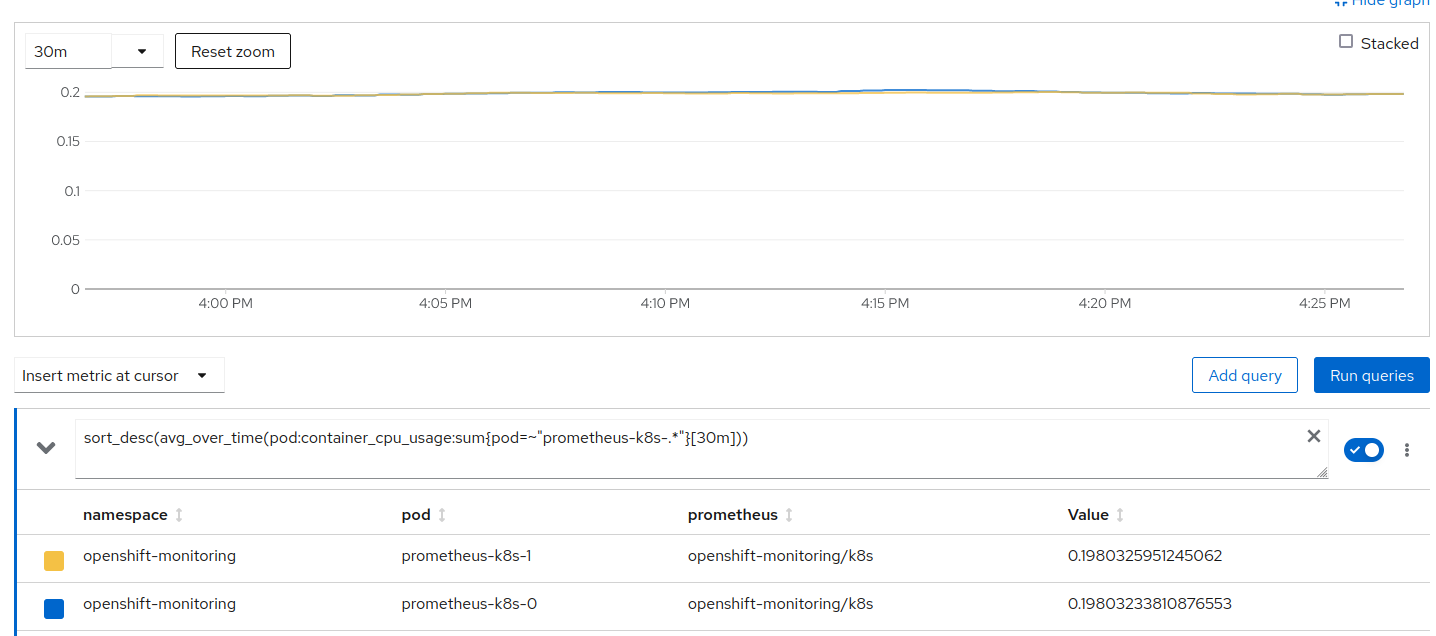 Hide graph
30m
Reset zoom
Stacked
0.2
0.15
0.1
0.05
0
4:00 PM 4:05 PM 4:10 PM 4:15 PM 4:20 PM 4:25 PM
Insert metric at cursor
Add query
Run queries
sort_desc(avg_over_time(pod:container_cpu_usage:sum{pod=~"prometheus-k8s-.*"}[30m]))
namespace pod prometheus Value
openshift-monitoring prometheus-k8s-1 openshift-monitoring/k8s 0.1980325951245062
openshift-monitoring prometheus-k8s-0 openshift-monitoring/k8s 0.19803233810876553